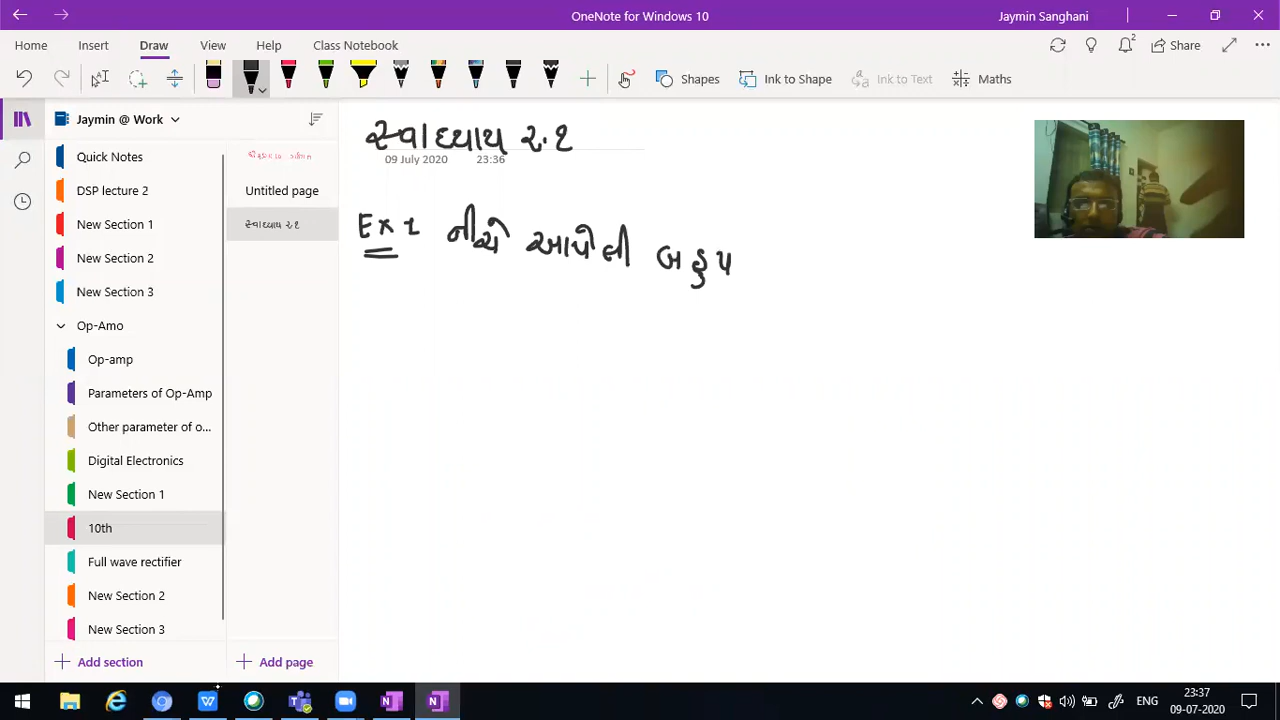 OneNote for Windows 10
Jaymin Sanghani
Home Insert Draw View Help Class Notebook
Share
Shapes Ink to Shape Ink to Text Maths
Jaymin @ Work
Quick Notes
DSP lecture 2
New Section 1
New Section 2
New Section 3
Op-Amo
Op-amp
Parameters of Op-Amp
Other parameter of o...
Digital Electronics
New Section 1
10th
Full wave rectifier
New Section 2
New Section 3
Add section
Untitled page
સ્વાધ્યાય ૨.૧
Add page
સ્વાધ્યાય ૨.૧
09 July 2020 23:36
Ex 1 નીચે આપેલી બહુપ
ENG
23:37
09-07-2020